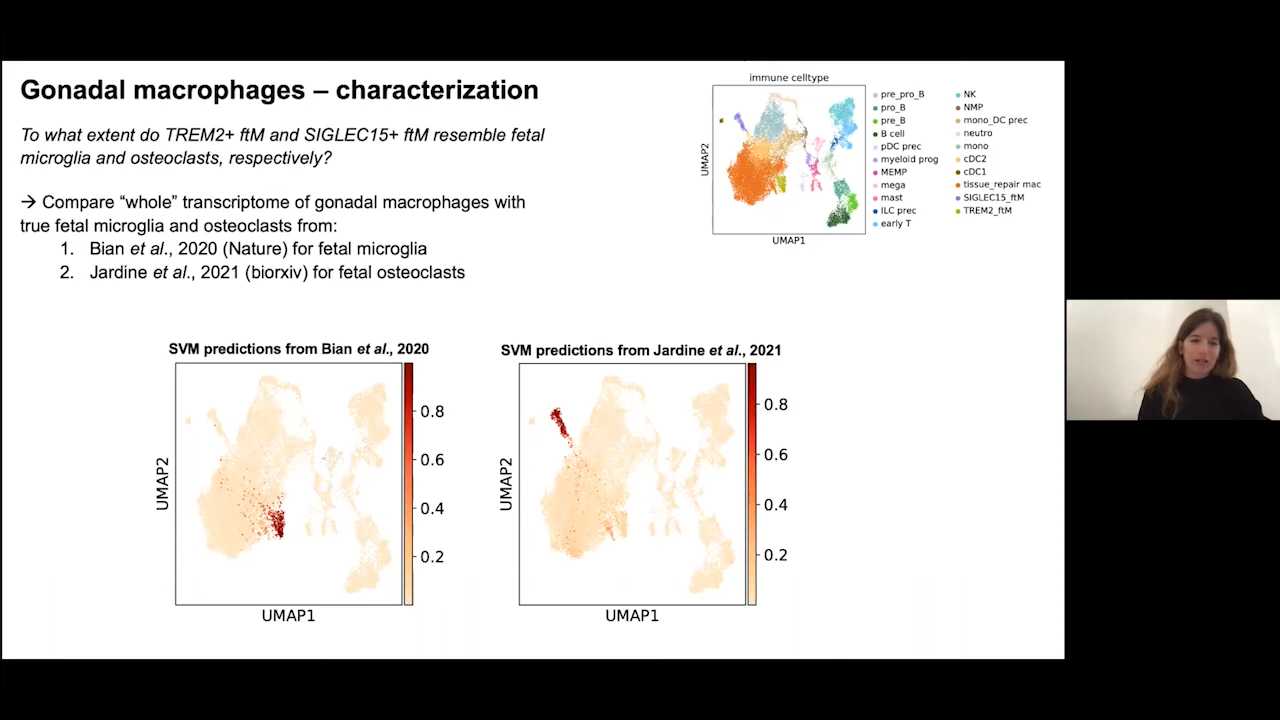 Gonadal macrophages – characterization
To what extent do TREM2+ ftM and SIGLEC15+ ftM resemble fetal
microglia and osteoclasts, respectively?
→ Compare “whole” transcriptome of gonadal macrophages with
true fetal microglia and osteoclasts from:
1. Bian et al., 2020 (Nature) for fetal microglia
2. Jardine et al., 2021 (biorxiv) for fetal osteoclasts
immune celltype
UMAP2
UMAP1
pre_pro_B
pro_B
pre_B
B cell
pDC prec
myeloid prog
MEMP
mega
mast
ILC prec
early T
NK
NMP
mono_DC prec
neutro
mono
cDC2
cDC1
tissue_repair mac
SIGLEC15_ftM
TREM2_ftM
SVM predictions from Bian et al., 2020
UMAP2
UMAP1
0.8
0.6
0.4
0.2
SVM predictions from Jardine et al., 2021
UMAP2
UMAP1
0.8
0.6
0.4
0.2